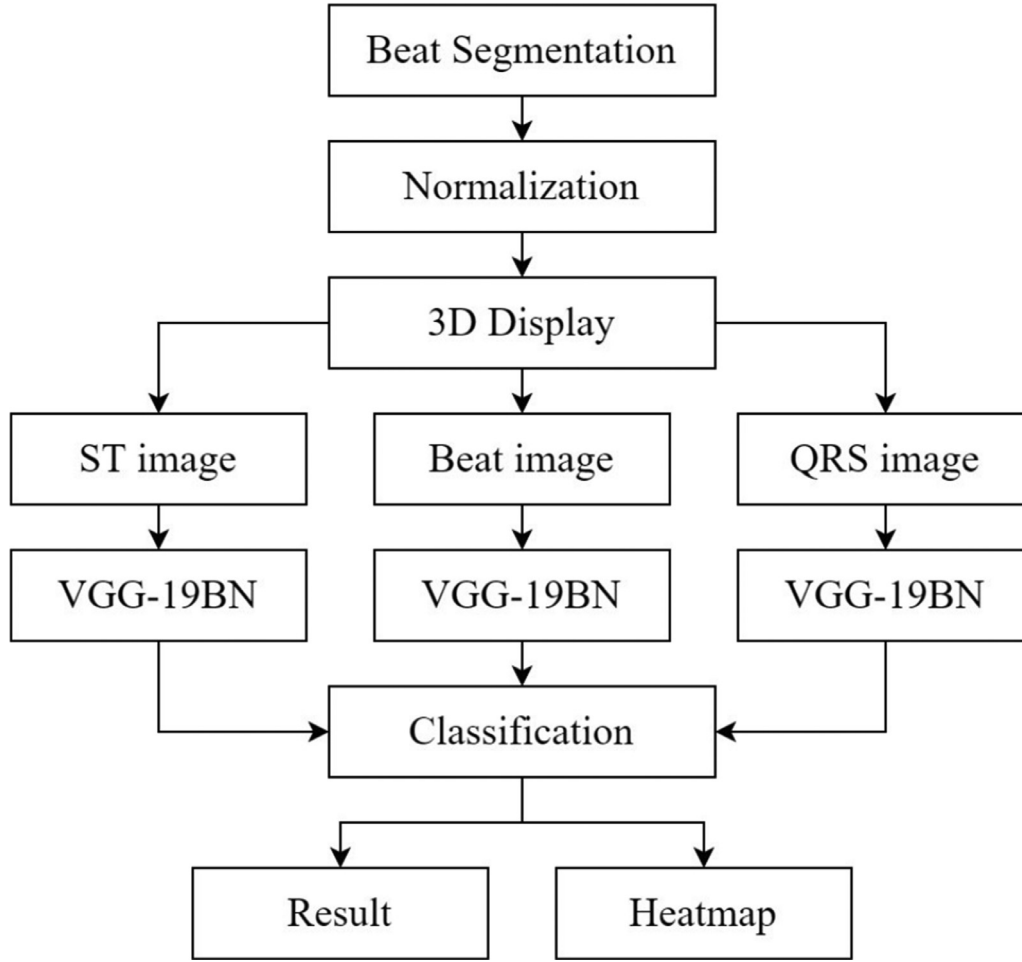 Beat Segmentation
Normalization
3D Display
ST image
Beat image
QRS image
VGG-19BN
VGG-19BN
VGG-19BN
Classification
Result
Heatmap